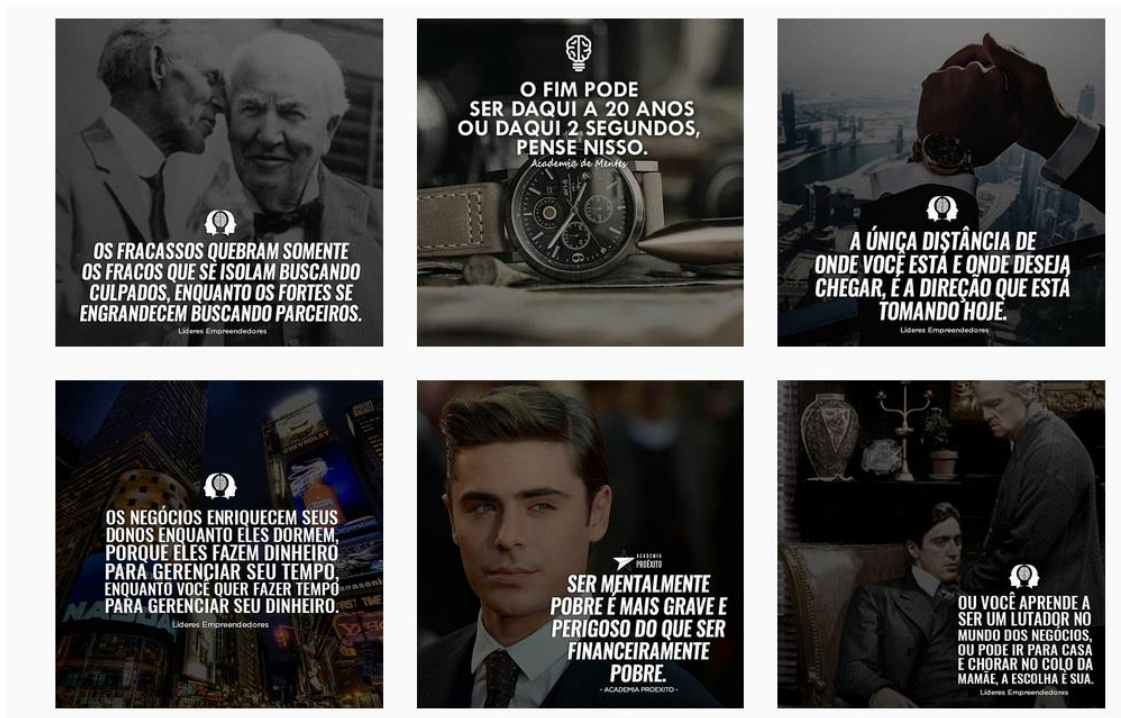 OS FRACASSOS QUEBRAM SOMENTE
OS FRACOS QUE SE ISOLAM BUSCANDO
CULPADOS, ENQUANTO OS FORTES SE
ENGRANDECEM BUSCANDO PARCEIROS.
Líderes Empreendedores
O FIM PODE
SER DAQUI A 20 ANOS
OU DAQUI 2 SEGUNDOS,
PENSE NISSO.
Academia de Mentes
A ÚNICA DISTÂNCIA DE
ONDE VOCÊ ESTÁ E ONDE DESEJA
CHEGAR, É A DIREÇÃO QUE ESTÁ
TOMANDO HOJE.
Líderes Empreendedores
CHEVROLET
OS NEGÓCIOS ENRIQUECEM SEUS
DONOS ENQUANTO ELES DORMEM,
PORQUE ELES FAZEM DINHEIRO
PARA GERENCIAR SEU TEMPO,
ENQUANTO VOCÊ QUER FAZER TEMPO
PARA GERENCIAR SEU DINHEIRO.
Líderes Empreendedores
ACADEMIA
PROÊXITO
SER MENTALMENTE
POBRE É MAIS GRAVE E
PERIGOSO DO QUE SER
FINANCEIRAMENTE
POBRE.
- ACADEMIA PROEXITO -
OU VOCÊ APRENDE A
SER UM LUTADOR NO
MUNDO DOS NEGÓCIOS,
OU PODE IR PARA CASA
E CHORAR NO COLO DA
MAMÃE, A ESCOLHA É SUA.
Líderes Empreendedores